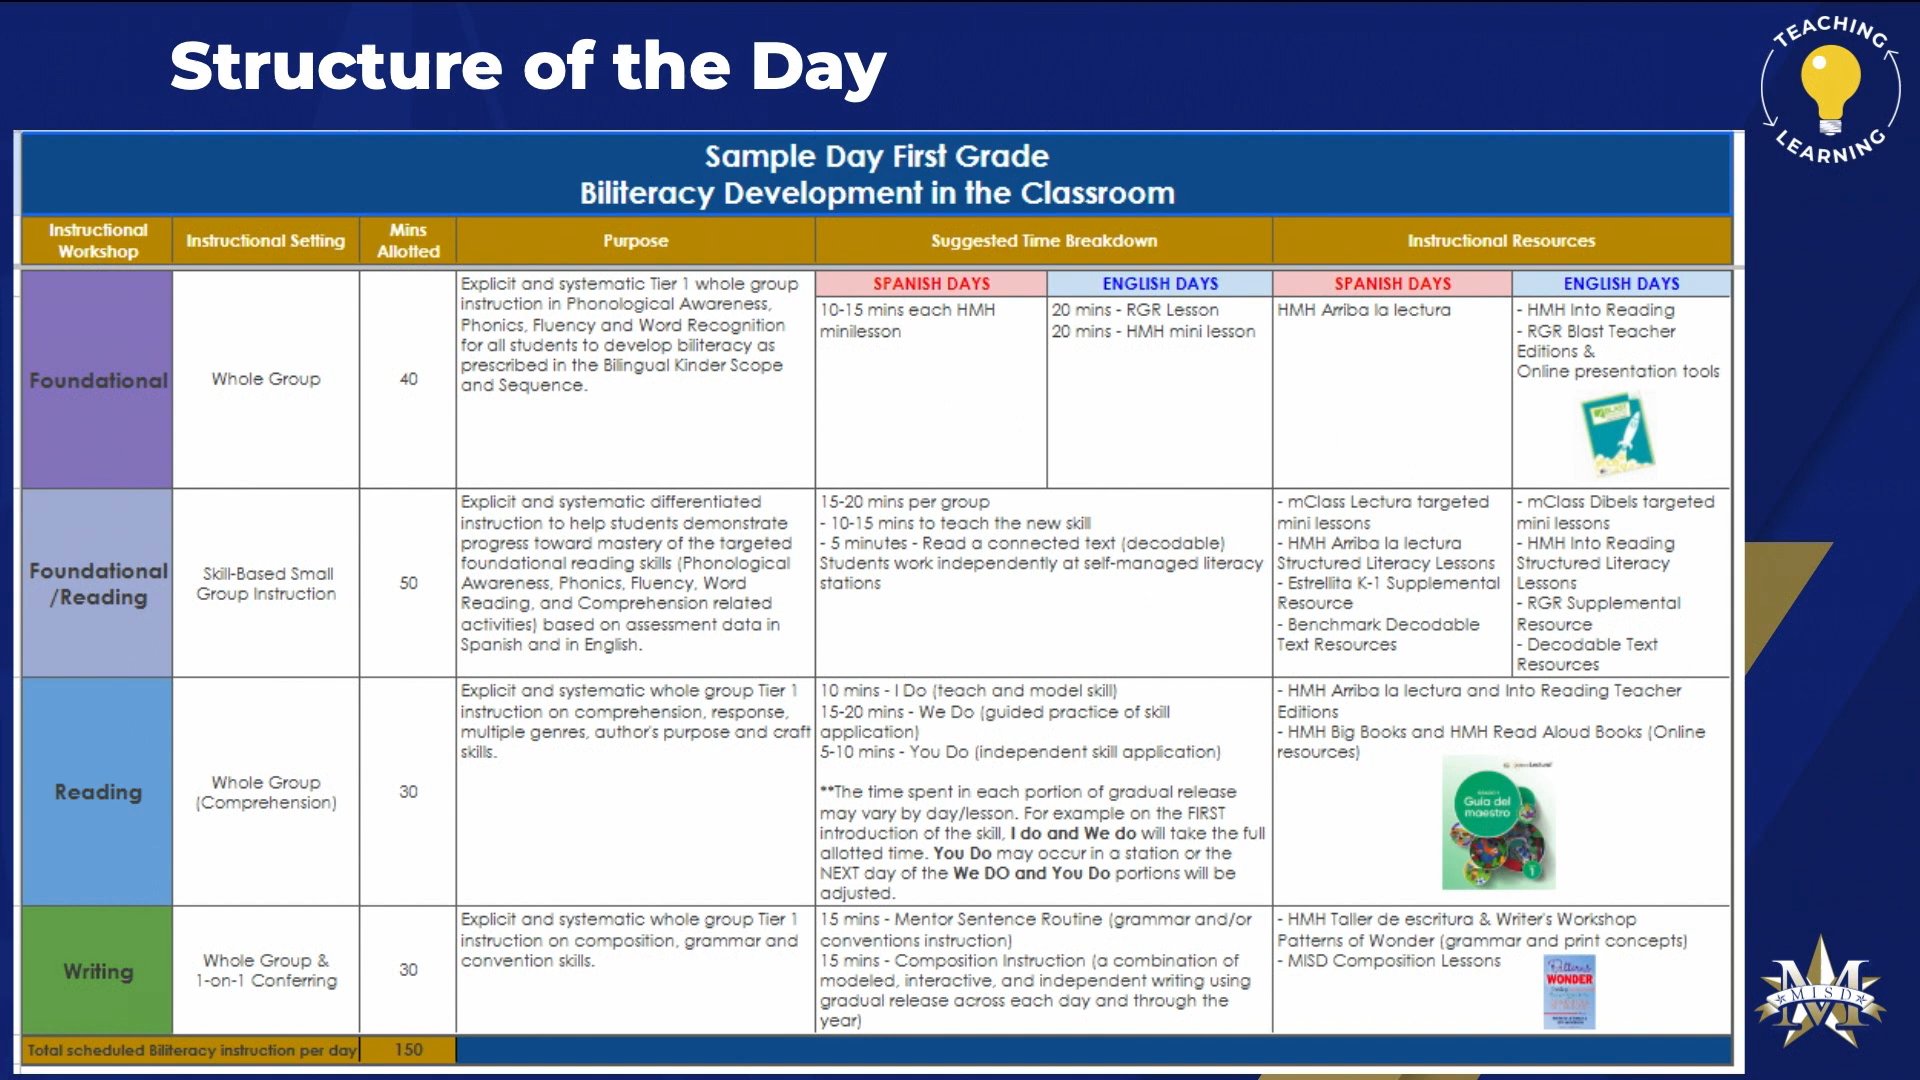 Structure of the Day
TEACHING
LEARNING
Sample Day First Grade
Biliteracy Development in the Classroom
Instructional
Workshop
Instructional Setting
Mins
Allotted
Purpose
Suggested Time Breakdown
Instructional Resources
SPANISH DAYS
ENGLISH DAYS
SPANISH DAYS
ENGLISH DAYS
Foundational
Whole Group
40
Explicit and systematic Tier 1 whole group
instruction in Phonological Awareness,
Phonics, Fluency and Word Recognition
for all students to develop biliteracy as
prescribed in the Bilingual Kinder Scope
and Sequence.
10-15 mins each HMH
minilesson
20 mins - RGR Lesson
20 mins - HMH mini lesson
HMH Arriba la lectura
- HMH Into Reading
- RGR Blast Teacher
Editions &
Online presentation tools
BLAST
Foundational
/Reading
Skill-Based Small
Group Instruction
50
Explicit and systematic differentiated
instruction to help students demonstrate
progress toward mastery of the targeted
foundational reading skills (Phonological
Awareness, Phonics, Fluency, Word
Reading, and Comprehension related
activities) based on assessment data in
Spanish and in English.
15-20 mins per group
- 10-15 mins to teach the new skill
- 5 minutes - Read a connected text (decodable)
Students work independently at self-managed literacy
stations
- mClass Lectura targeted
mini lessons
- HMH Arriba la lectura
Structured Literacy Lessons
- Estrellita K-1 Supplemental
Resource
- Benchmark Decodable
Text Resources
- mClass Dibels targeted
mini lessons
- HMH Into Reading
Structured Literacy
Lessons
- RGR Supplemental
Resource
- Decodable Text
Resources
Reading
Whole Group
(Comprehension)
30
Explicit and systematic whole group Tier 1
instruction on comprehension, response,
multiple genres, author's purpose and craft
skills.
10 mins - I Do (teach and model skill)
15-20 mins - We Do (guided practice of skill
application)
5-10 mins - You Do (independent skill application)
**The time spent in each portion of gradual release
may vary by day/lesson. For example on the FIRST
introduction of the skill, I do and We do will take the full
allotted time. You Do may occur in a station or the
NEXT day of the We DO and You Do portions will be
adjusted.
- HMH Arriba la lectura and Into Reading Teacher
Editions
- HMH Big Books and HMH Read Aloud Books (Online
resources)
Guía del
maestro
1
Writing
Whole Group &
1-on-1 Conferring
30
Explicit and systematic whole group Tier 1
instruction on composition, grammar and
convention skills.
15 mins - Mentor Sentence Routine (grammar and/or
conventions instruction)
15 mins - Composition Instruction (a combination of
modeled, interactive, and independent writing using
gradual release across each day and through the
year)
- HMH Taller de escritura & Writer's Workshop
Patterns of Wonder (grammar and print concepts)
- MISD Composition Lessons
Patterns
WONDER
Total scheduled Biliteracy instruction per day
150
M
MISD